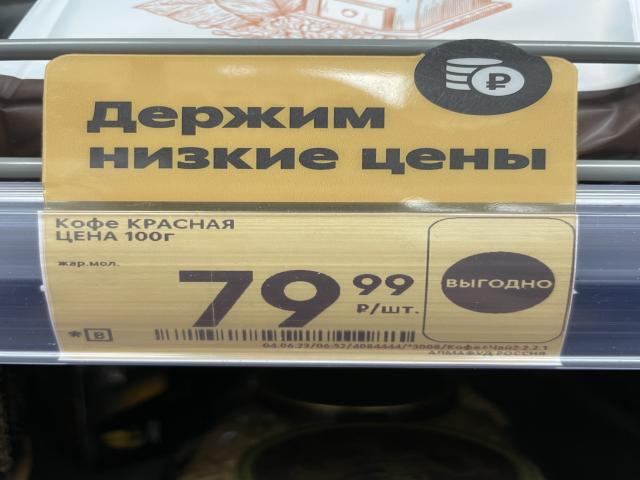 Держим
низкие цены
Кофе КРАСНАЯ
ЦЕНА 100г
жар.мол.
79 99
₽/шт.
ВЫГОДНО
*В
04.06.23/06:52/4084444/*3008/Кофе+Чай2.2.1
АЛМАФУД РОССИЯ